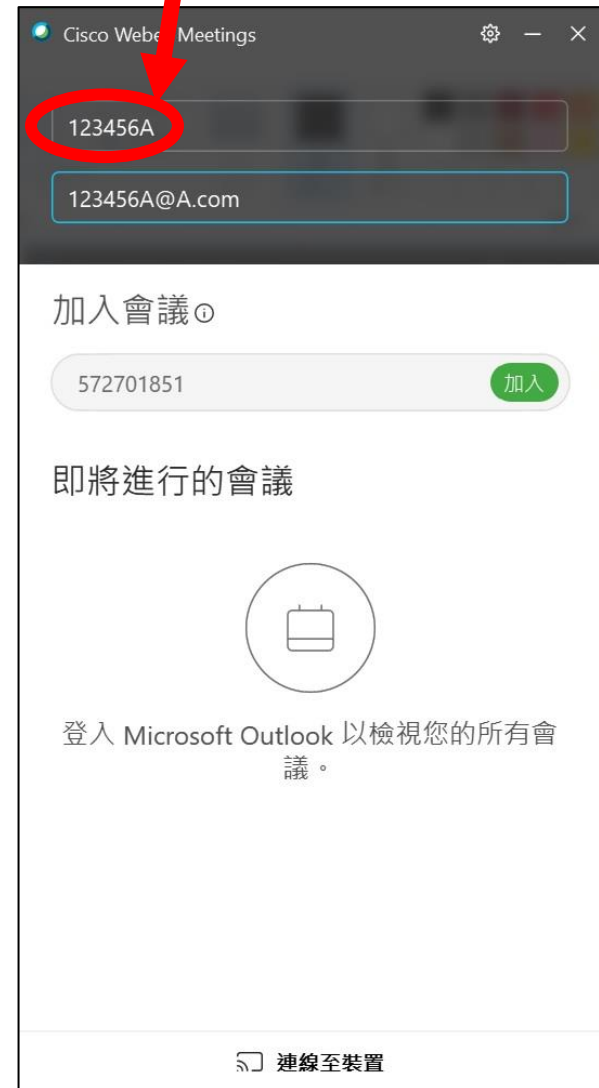 Cisco Webex Meetings
123456A
123456A@A.com
加入會議
572701851
加入
即將進行的會議
登入 Microsoft Outlook 以檢視您的所有會
議。
連線至裝置